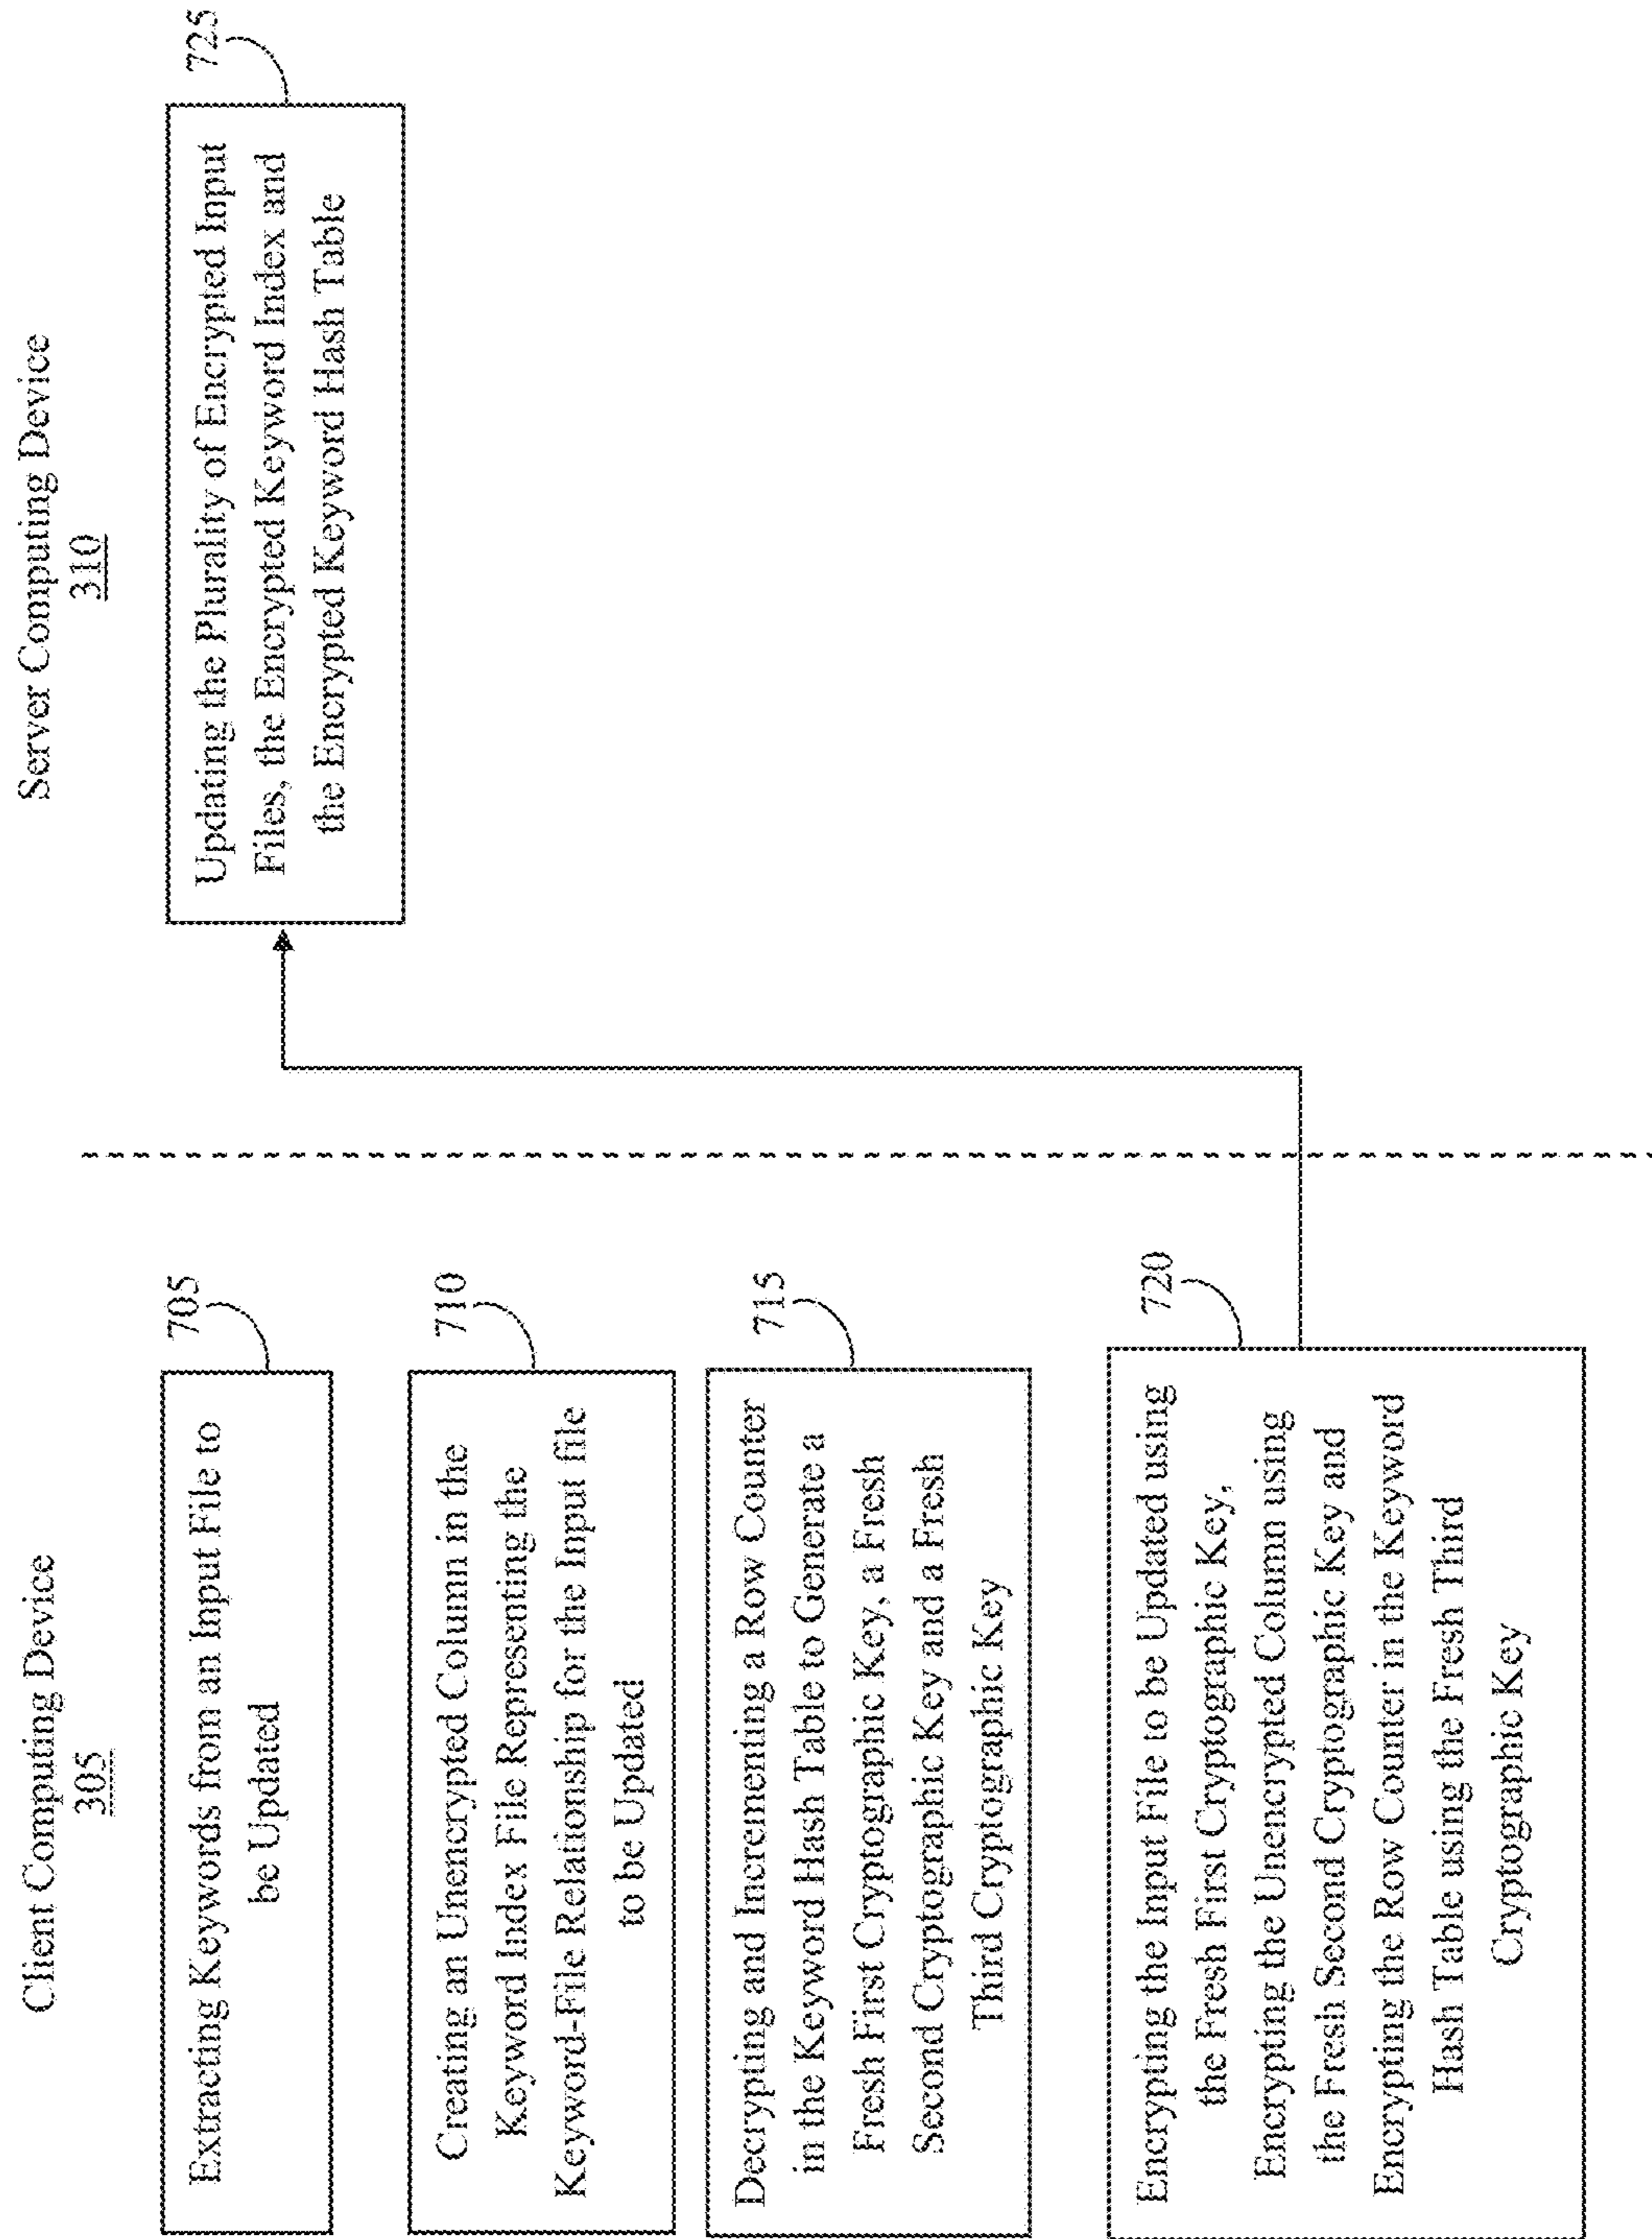 Client Computing Device
305
Extracting Keywords from an Input File to
be Updated
705
Creating an Unencrypted Column in the
Keyword Index File Representing the
Keyword-File Relationship for the Input file
to be Updated
710
Decrypting and Incrementing a Row Counter
in the Keyword Hash Table to Generate a
Fresh First Cryptographic Key, a Fresh
Second Cryptographic Key and a Fresh
Third Cryptographic Key
715
Encrypting the Input File to be Updated using
the Fresh First Cryptographic Key,
Encrypting the Unencrypted Column using
the Fresh Second Cryptographic Key and
Encrypting the Row Counter in the Keyword
Hash Table using the Fresh Third
Cryptographic Key
720
Server Computing Device
310
Updating the Plurality of Encrypted Input
Files, the Encrypted Keyword Index and
the Encrypted Keyword Hash Table
725